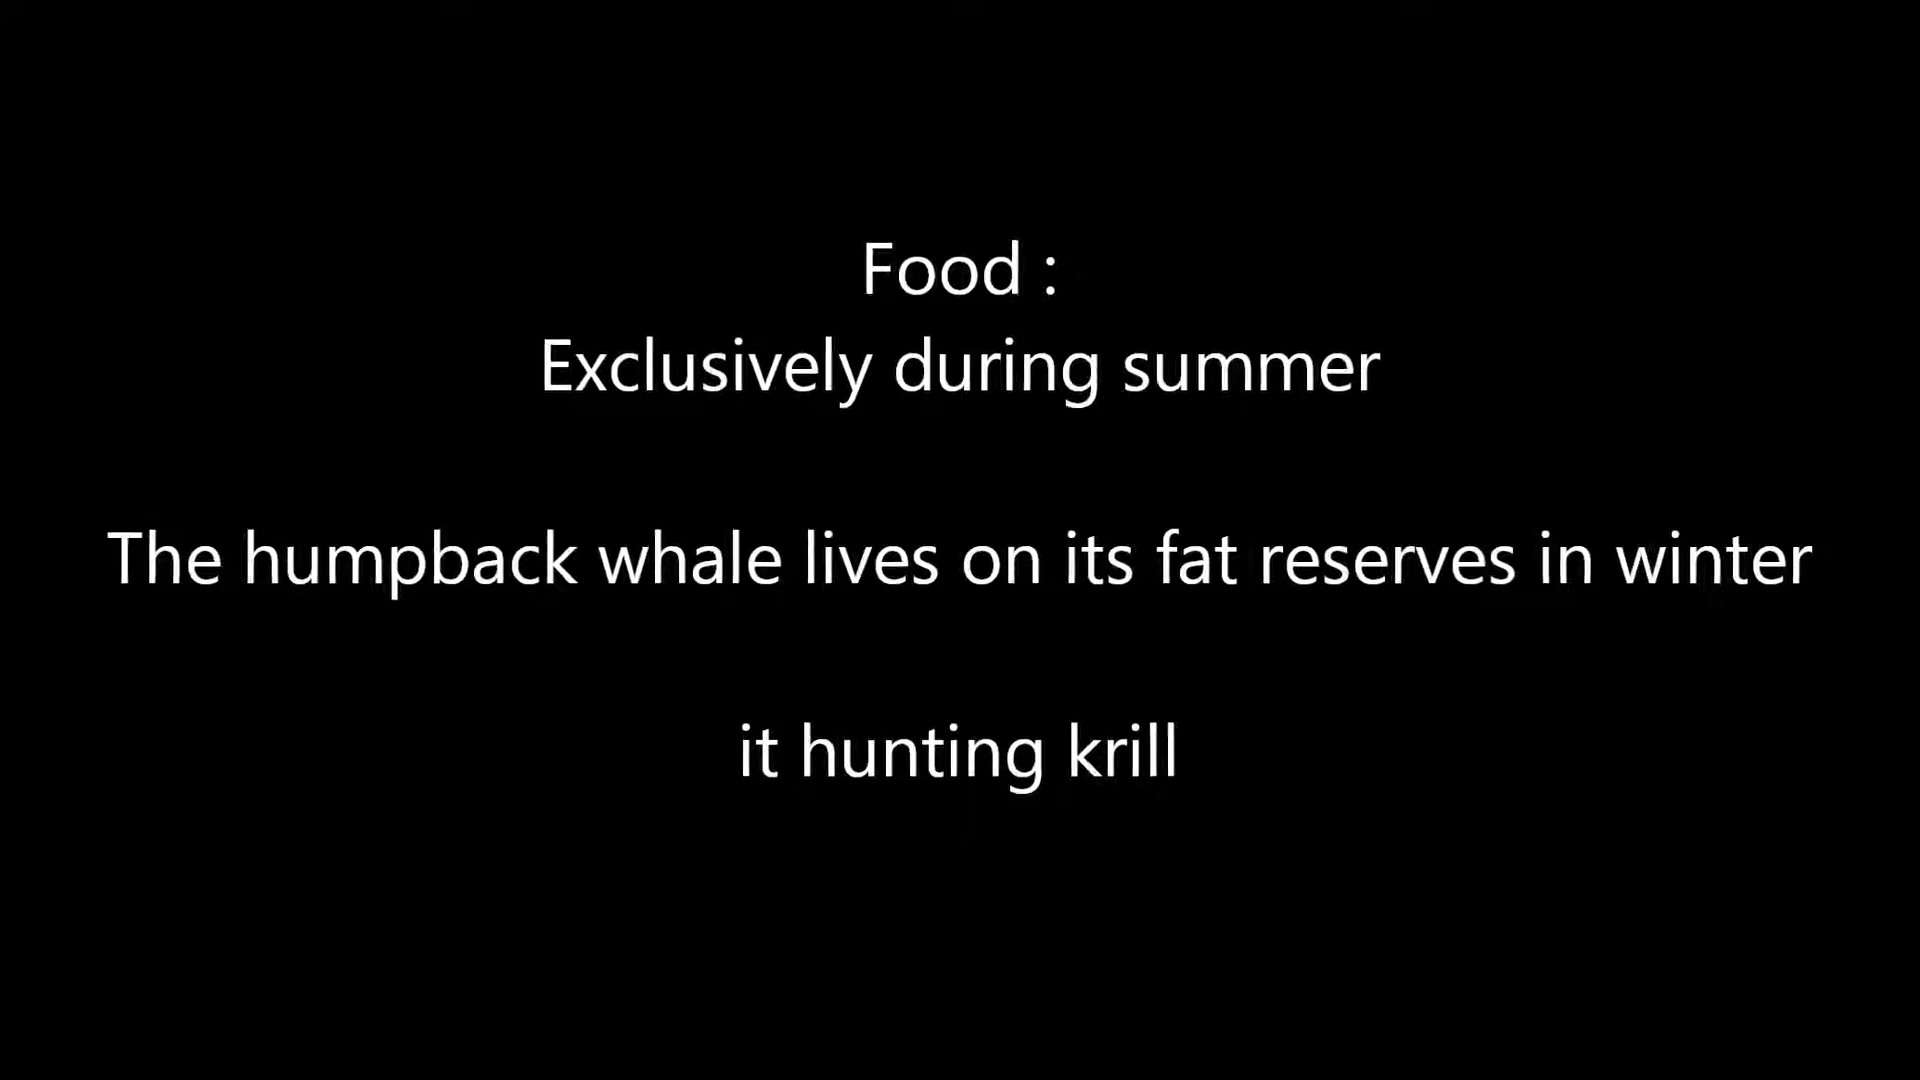 Food :
Exclusively during summer
The humpback whale lives on its fat reserves in winter
it hunting krill